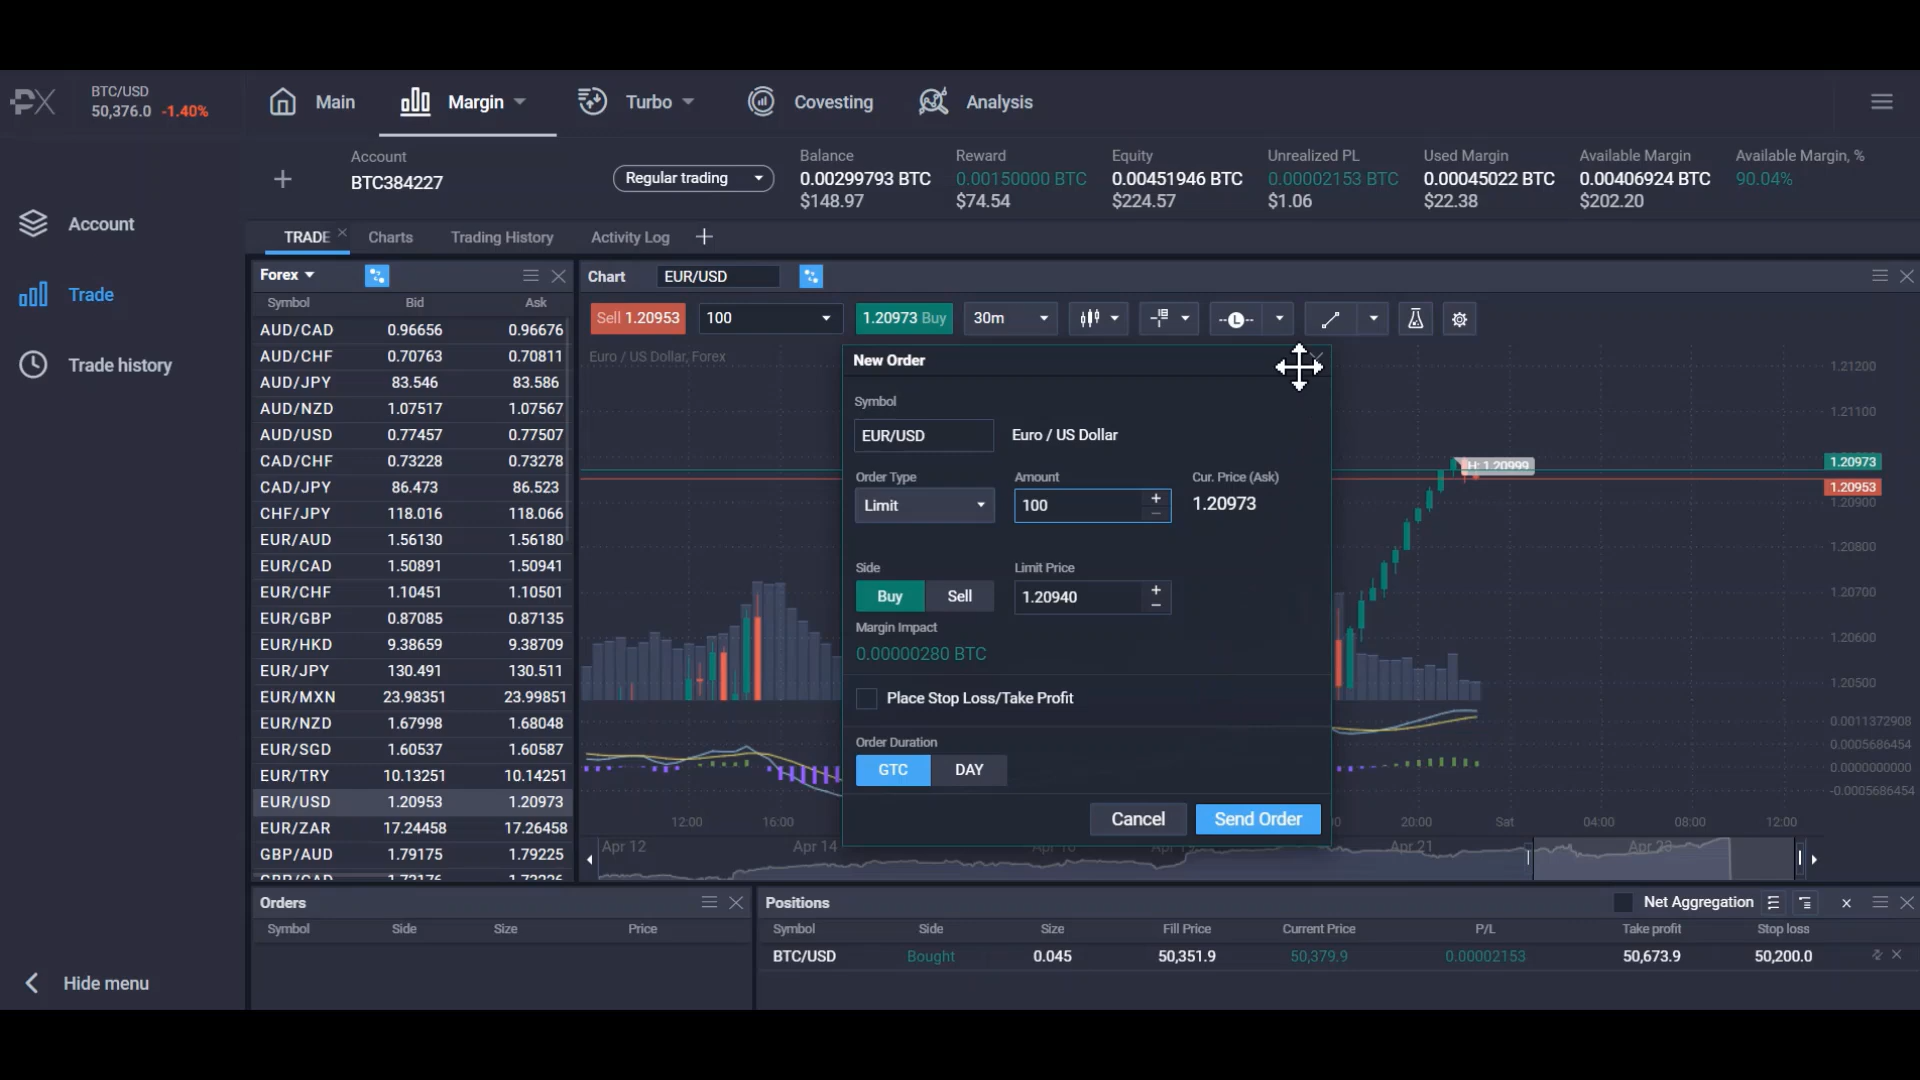 PX
BTC/USD
50,376.0 -1.40%
Main
Margin
Turbo
Covesting
Analysis
Account
BTC384227
Regular trading
Balance
0.00299793 BTC
$148.97
Reward
0.00150000 BTC
$74.54
Equity
0.00451946 BTC
$224.57
Unrealized PL
0.00002153 BTC
$1.06
Used Margin
0.00045022 BTC
$22.38
Available Margin
0.00406924 BTC
$202.20
Available Margin, %
90.04%
Account
Trade
Trade history
Hide menu
TRADE
Charts
Trading History
Activity Log
Forex
Symbol Bid Ask
AUD/CAD 0.96656 0.96676
AUD/CHF 0.70763 0.70811
AUD/JPY 83.546 83.586
AUD/NZD 1.07517 1.07567
AUD/USD 0.77457 0.77507
CAD/CHF 0.73228 0.73278
CAD/JPY 86.473 86.523
CHF/JPY 118.016 118.066
EUR/AUD 1.56130 1.56180
EUR/CAD 1.50891 1.50941
EUR/CHF 1.10451 1.10501
EUR/GBP 0.87085 0.87135
EUR/HKD 9.38659 9.38709
EUR/JPY 130.491 130.511
EUR/MXN 23.98351 23.99851
EUR/NZD 1.67998 1.68048
EUR/SGD 1.60537 1.60587
EUR/TRY 10.13251 10.14251
EUR/USD 1.20953 1.20973
EUR/ZAR 17.24458 17.26458
GBP/AUD 1.79175 1.79225
Chart EUR/USD
Sell 1.20953 100 1.20973 Buy 30m L
Euro / US Dollar, Forex
New Order
Symbol
EUR/USD Euro / US Dollar
Order Type Amount Cur. Price (Ask)
Limit 100 1.20973
Side Limit Price
Buy Sell 1.20940
Margin Impact
0.00000280 BTC
Place Stop Loss/Take Profit
Order Duration
GTC DAY
Cancel Send Order
H: 1.20999
1.21200
1.21100
1.20973
1.20953
1.20900
1.20800
1.20700
1.20600
1.20500
0.0011372908
0.0005686454
0.0000000000
-0.0005686454
12:00 16:00 20:00 Sat 04:00 08:00 12:00
Apr 12 Apr 14 Apr 21 Apr 23
Orders
Symbol Side Size Price
Positions Net Aggregation
Symbol Side Size Fill Price Current Price P/L Take profit Stop loss
BTC/USD Bought 0.045 50,351.9 50,379.9 0.00002153 50,673.9 50,200.0